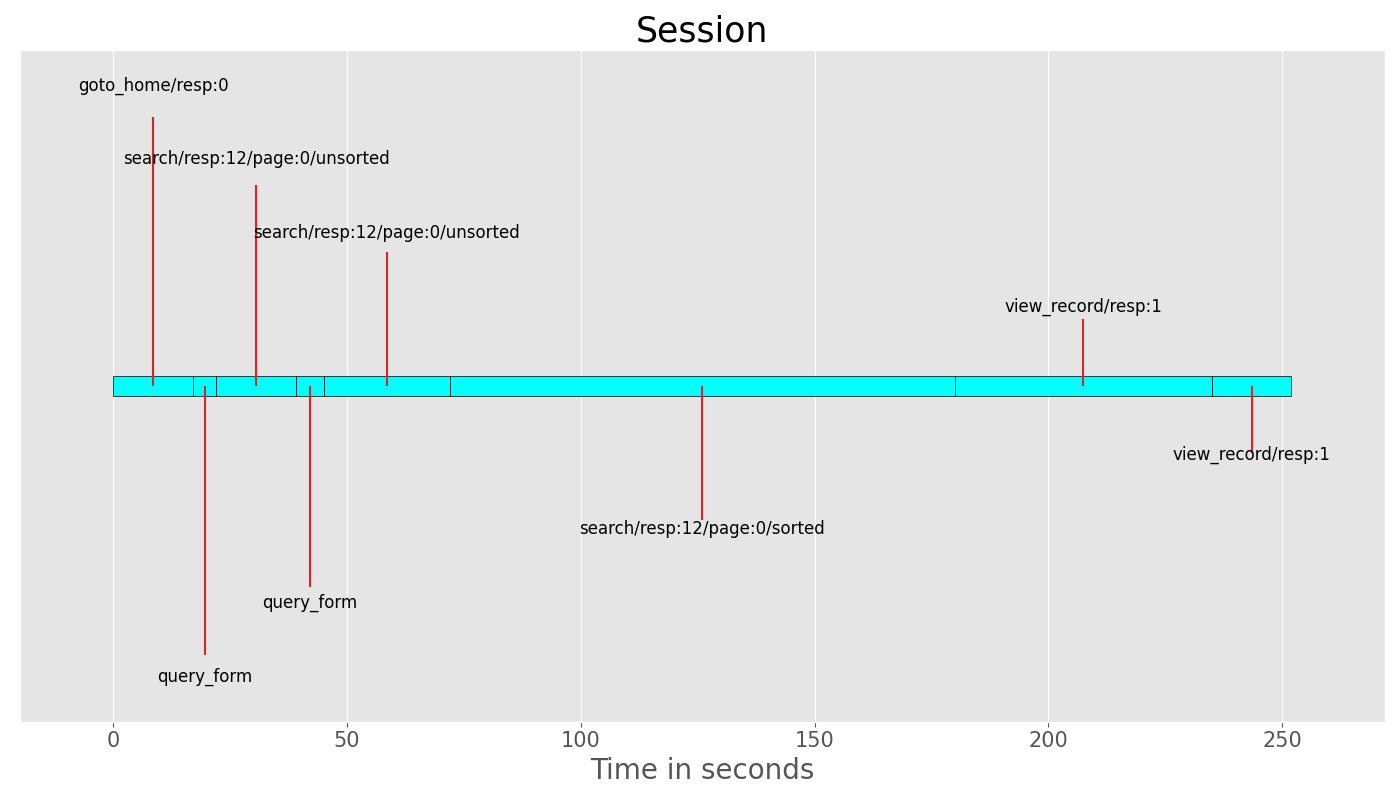 Session
goto_home/resp:0
search/resp:12/page:0/unsorted
search/resp:12/page:0/unsorted
view_record/resp:1
view_record/resp:1
search/resp:12/page:0/sorted
query_form
query_form
0 50 100 150 200 250
Time in seconds